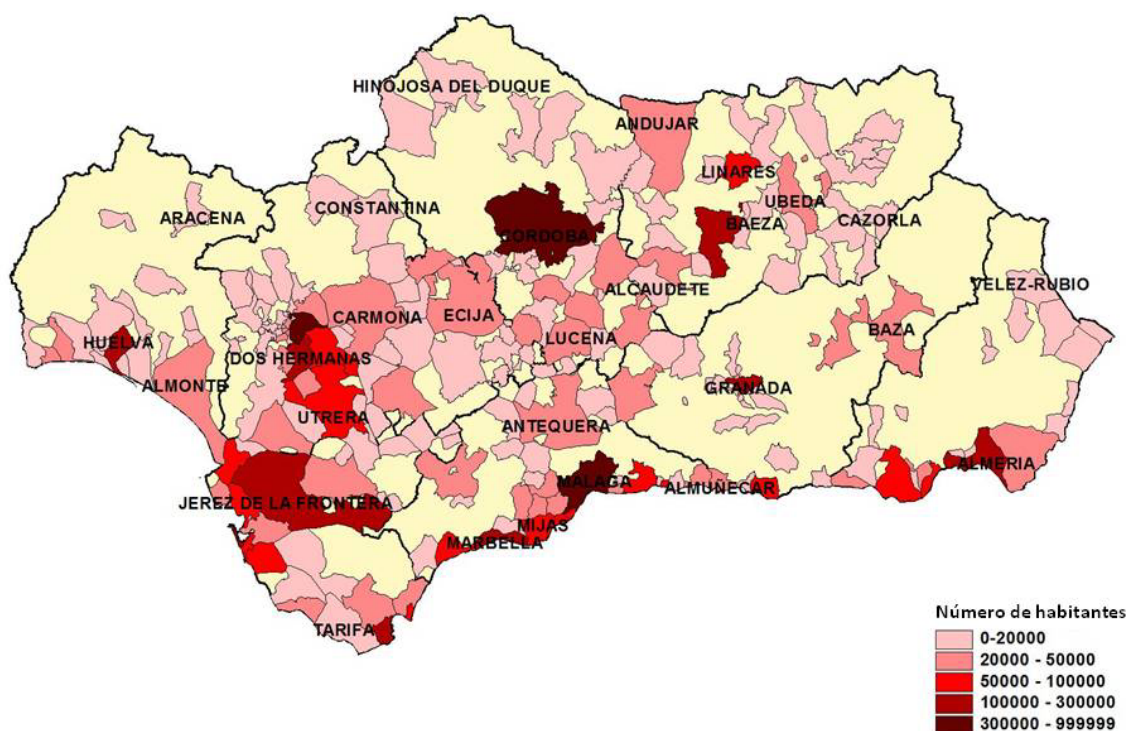 HINOJOSA DEL DUQUE
ANDUJAR
LINARES
UBEDA
ARACENA
CONSTANTINA
BAEZA
CAZORLA
CORDOBA
VELEZ-RUBIO
ALCAUDETE
CARMONA
ECIJA
LUCENA
BAZA
HUELVA
DOS HERMANAS
ALMONTE
GRANADA
UTRERA
ANTEQUERA
ALMERIA
MALAGA
ALMUÑECAR
JEREZ DE LA FRONTERA
MIJAS
MARBELLA
TARIFA
Número de habitantes
0-20000
20000 - 50000
50000 - 100000
100000 - 300000
300000 - 999999